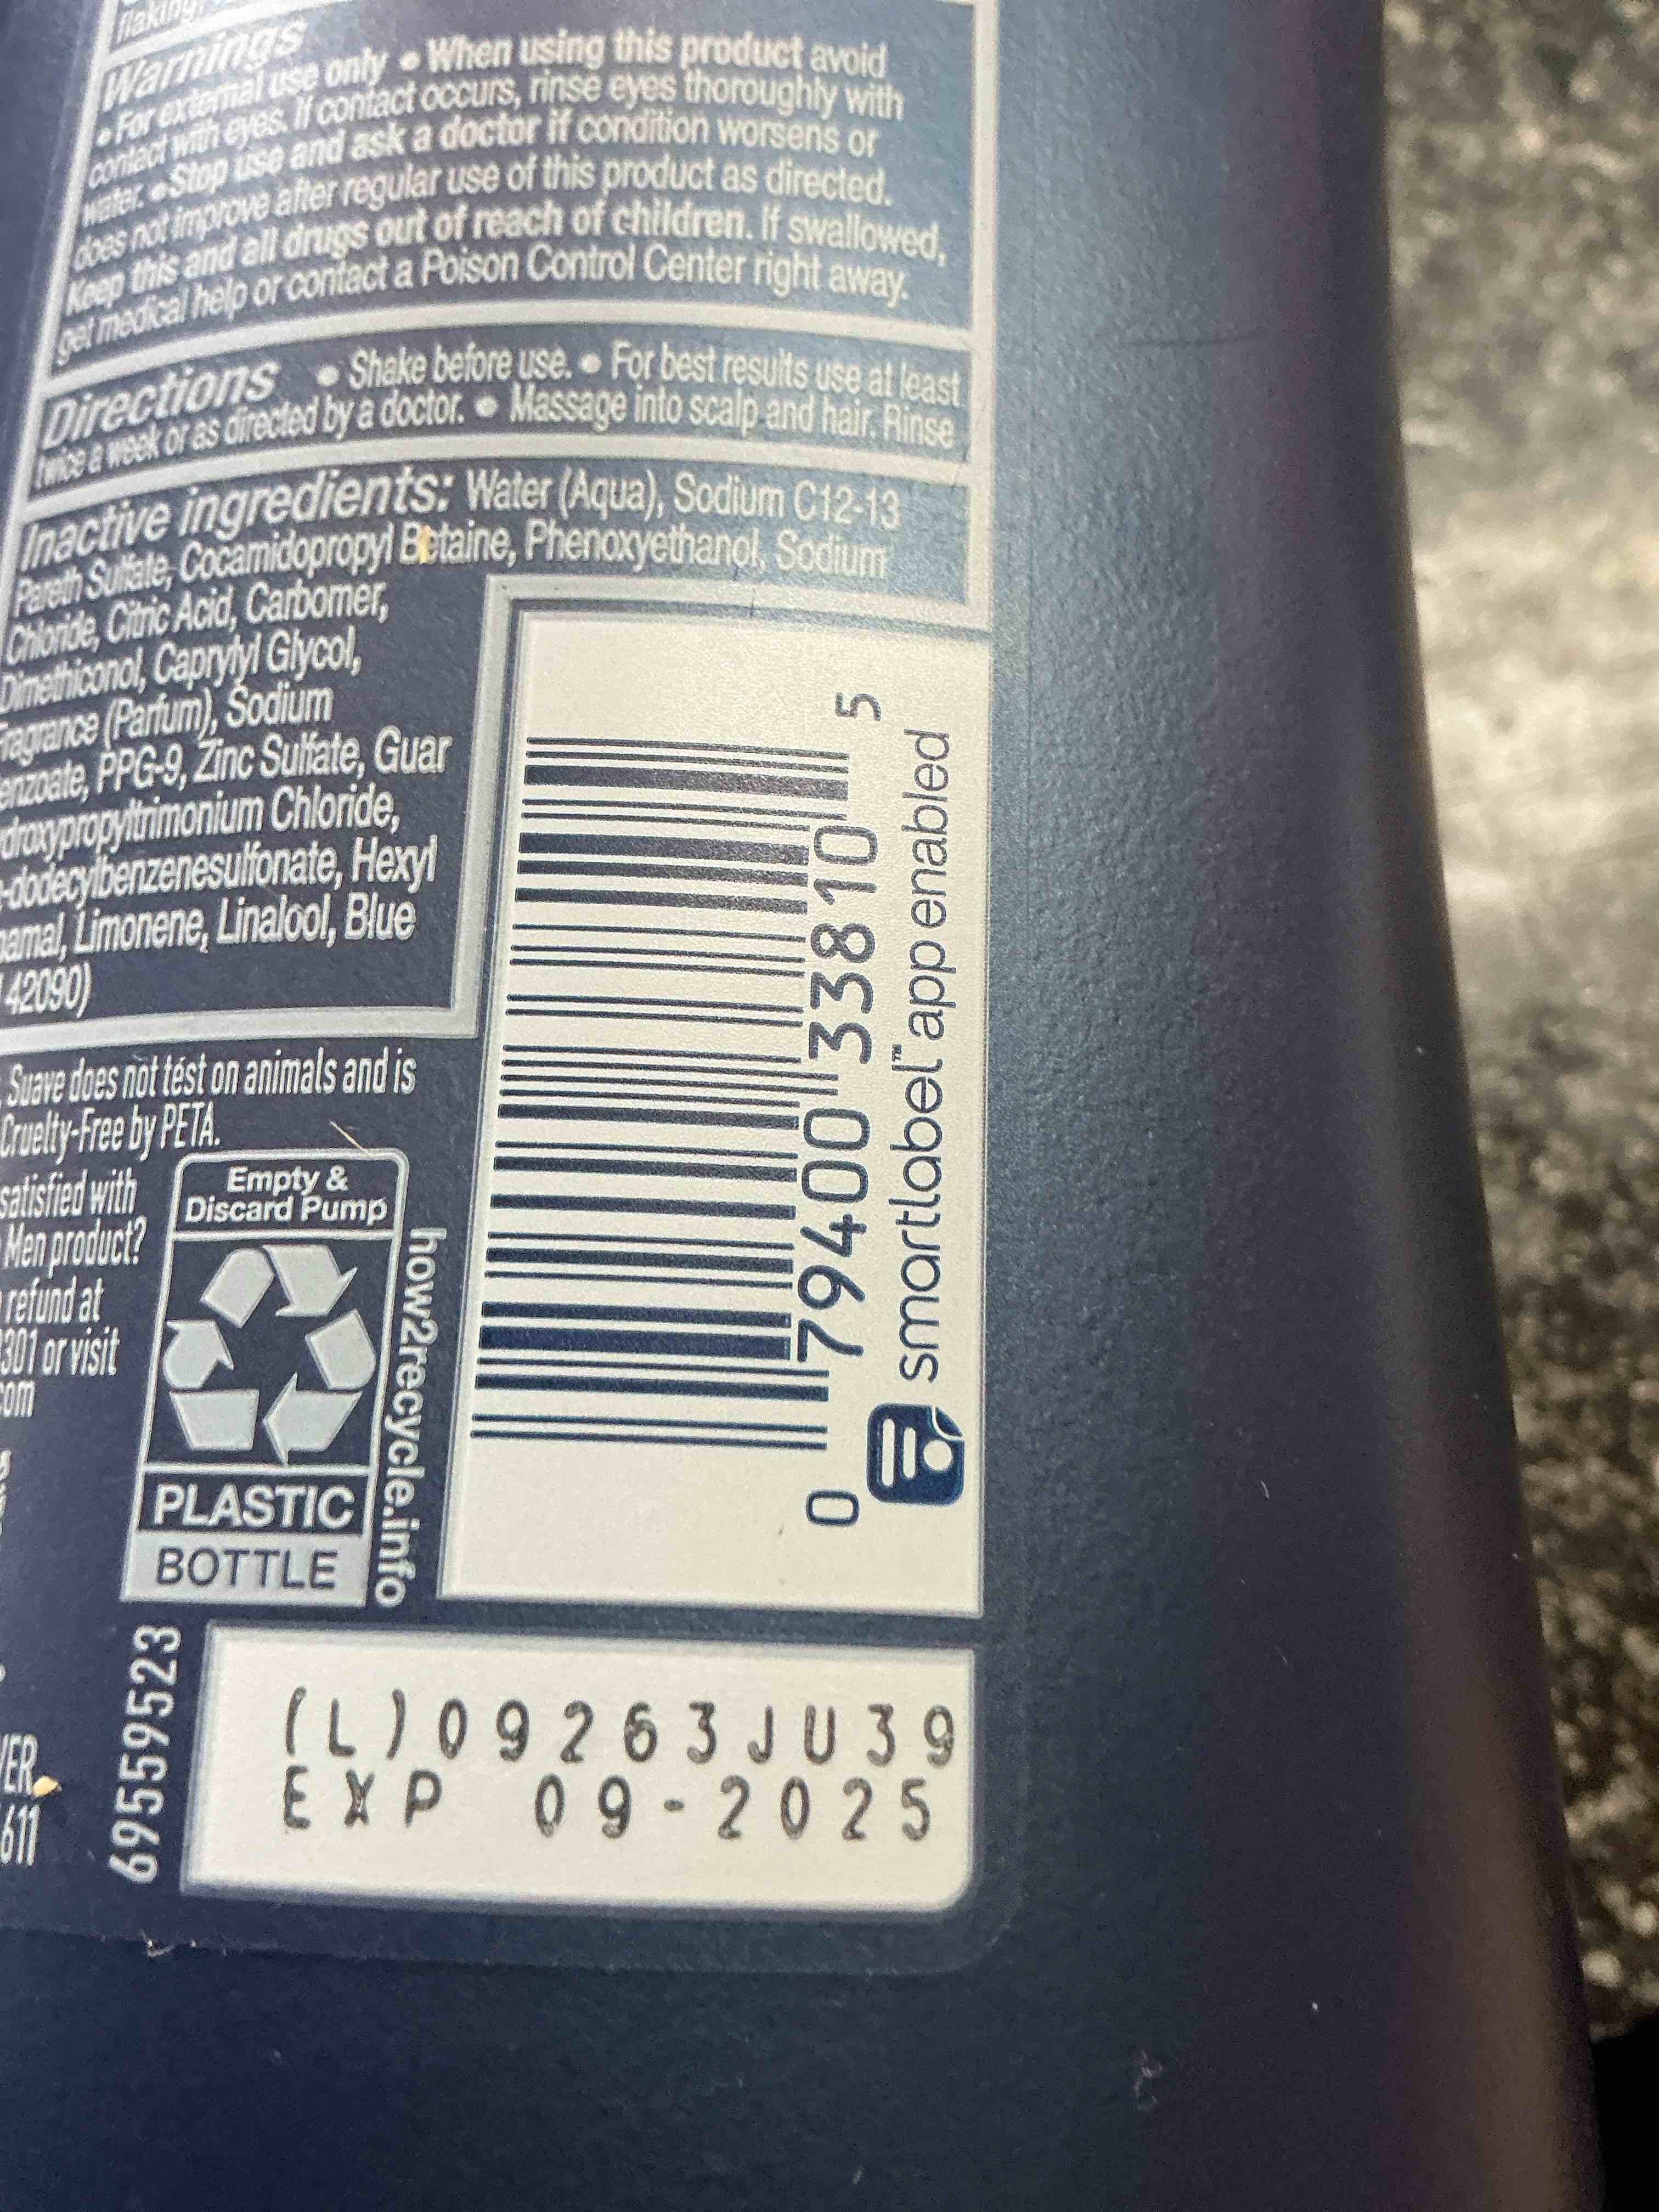 flaking,
Warnings
• For external use only • When using this product avoid
contact with eyes. If contact occurs, rinse eyes thoroughly with
water. • Stop use and ask a doctor if condition worsens or
does not improve after regular use of this product as directed.
Keep this and all drugs out of reach of children. If swallowed,
get medical help or contact a Poison Control Center right away.
Directions • Shake before use. • For best results use at least
twice a week or as directed by a doctor. • Massage into scalp and hair. Rinse
Inactive ingredients: Water (Aqua), Sodium C12-13
Pareth Sulfate, Cocamidopropyl Betaine, Phenoxyethanol, Sodium
Chloride, Citric Acid, Carbomer,
Dimethiconol, Caprylyl Glycol,
Fragrance (Parfum), Sodium
enzoate, PPG-9, Zinc Sulfate, Guar
droxypropyltrimonium Chloride,
-dodecylbenzenesulfonate, Hexyl
namal, Limonene, Linalool, Blue
42090)
Suave does not test on animals and is
Cruelty-Free by PETA.
satisfied with
Men product?
refund at
301 or visit
com
VER,
611
Empty &
Discard Pump
PLASTIC
BOTTLE
how2recycle.info
0 79400 33810 5
smartlabel™ app enabled
69559523
(L)09263JU39
EXP 09-2025